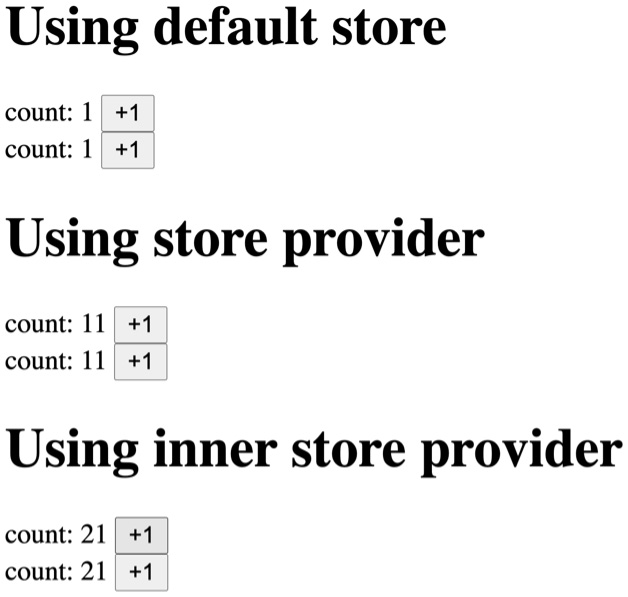 Using default store
count: 1 +1
count: 1 +1
Using store provider
count: 11 +1
count: 11 +1
Using inner store provider
count: 21 +1
count: 21 +1